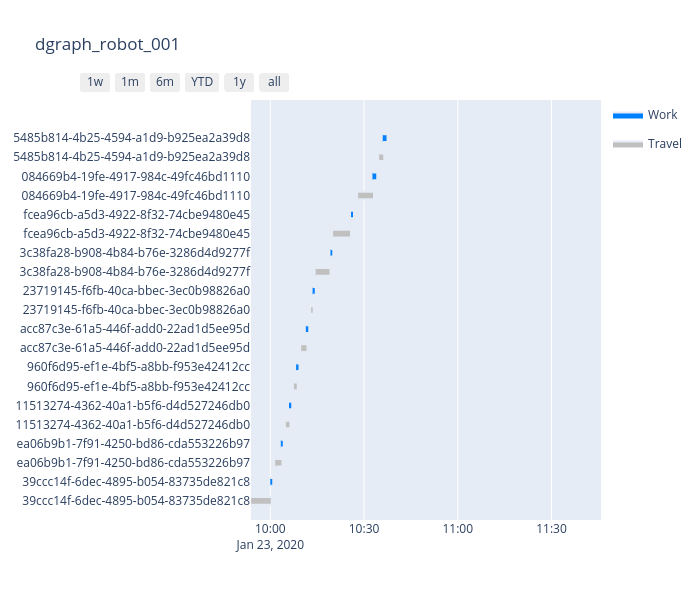 dgraph_robot_001
1w 1m 6m YTD 1y all
Work
Travel
5485b814-4b25-4594-a1d9-b925ea2a39d8
5485b814-4b25-4594-a1d9-b925ea2a39d8
084669b4-19fe-4917-984c-49fc46bd1110
084669b4-19fe-4917-984c-49fc46bd1110
fcea96cb-a5d3-4922-8f32-74cbe9480e45
fcea96cb-a5d3-4922-8f32-74cbe9480e45
3c38fa28-b908-4b84-b76e-3286d4d9277f
3c38fa28-b908-4b84-b76e-3286d4d9277f
23719145-f6fb-40ca-bbec-3ec0b98826a0
23719145-f6fb-40ca-bbec-3ec0b98826a0
acc87c3e-61a5-446f-add0-22ad1d5ee95d
acc87c3e-61a5-446f-add0-22ad1d5ee95d
960f6d95-ef1e-4bf5-a8bb-f953e42412cc
960f6d95-ef1e-4bf5-a8bb-f953e42412cc
11513274-4362-40a1-b5f6-d4d527246db0
11513274-4362-40a1-b5f6-d4d527246db0
ea06b9b1-7f91-4250-bd86-cda553226b97
ea06b9b1-7f91-4250-bd86-cda553226b97
39ccc14f-6dec-4895-b054-83735de821c8
39ccc14f-6dec-4895-b054-83735de821c8
10:00 10:30 11:00 11:30
Jan 23, 2020